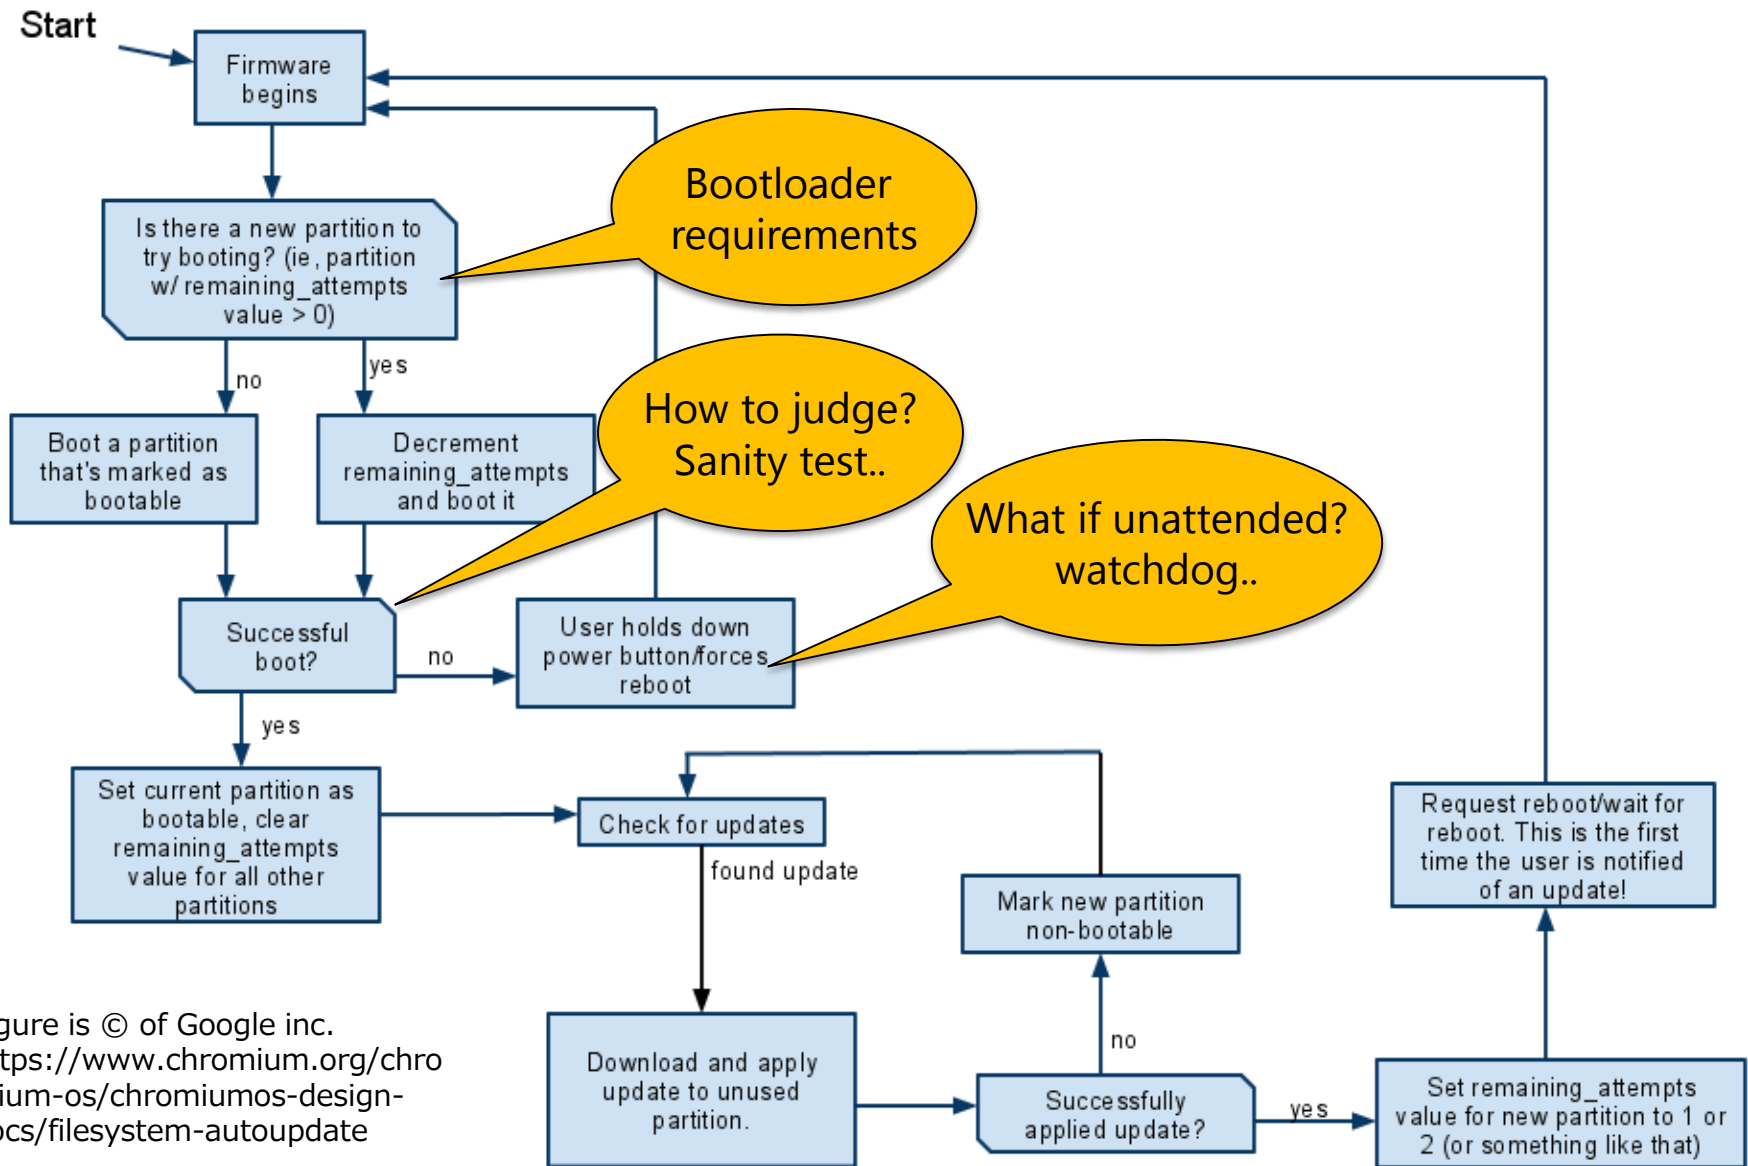 Start
Firmware
begins
Bootloader
requirements
Is there a new partition to
try booting? (ie, partition
w/ remaining_attempts
value > 0)
no
yes
How to judge?
Sanity test..
Boot a partition
that's marked as
bootable
Decrement
remaining_attempts
and boot it
What if unattended?
watchdog..
Successful
boot?
no
User holds down
power button/forces
reboot
yes
Set current partition as
bootable, clear
remaining_attempts
value for all other
partitions
Check for updates
found update
Mark new partition
non-bootable
Request reboot/wait for
reboot. This is the first
time the user is notified
of an update!
no
Download and apply
update to unused
partition.
Successfully
applied update?
yes
Set remaining_attempts
value for new partition to 1 or
2 (or something like that)
gure is © of Google inc.
tps://www.chromium.org/chro
ium-os/chromiumos-design-
ocs/filesystem-autoupdate